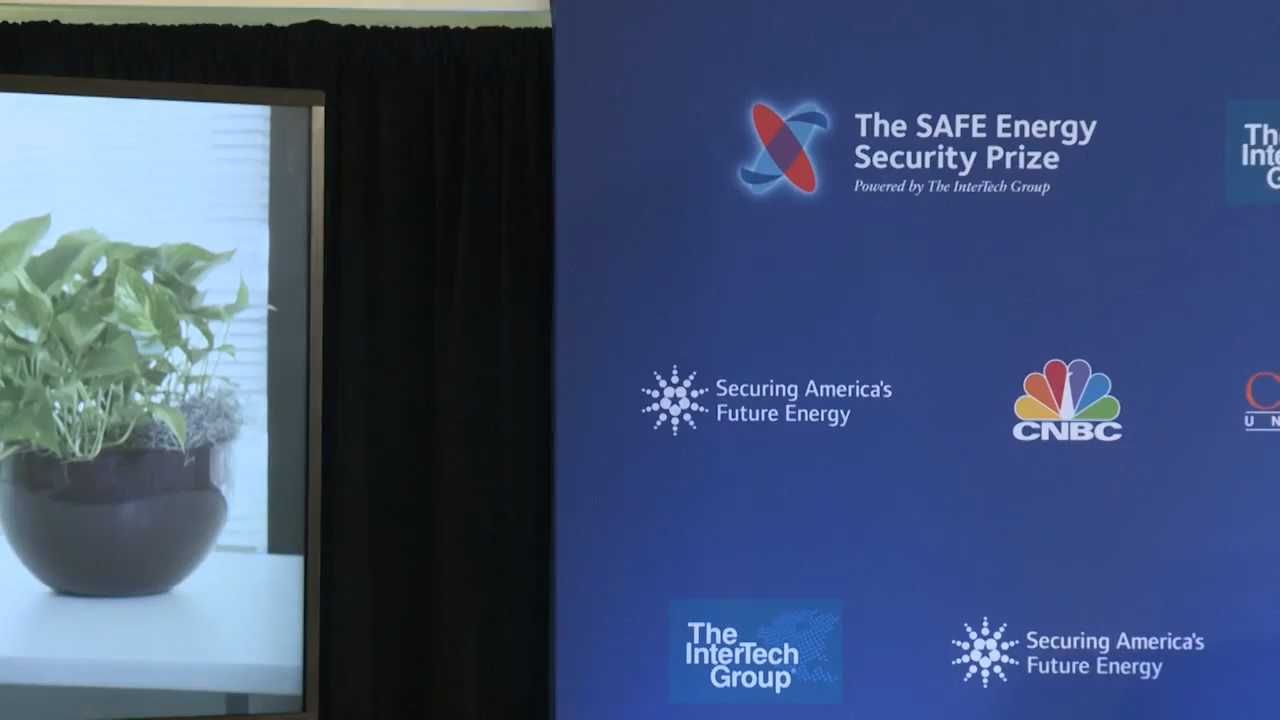 The SAFE Energy
Security Prize
Powered by The InterTech Group
Securing America's
Future Energy
CNBC
The
InterTech
Group
Securing America's
Future Energy